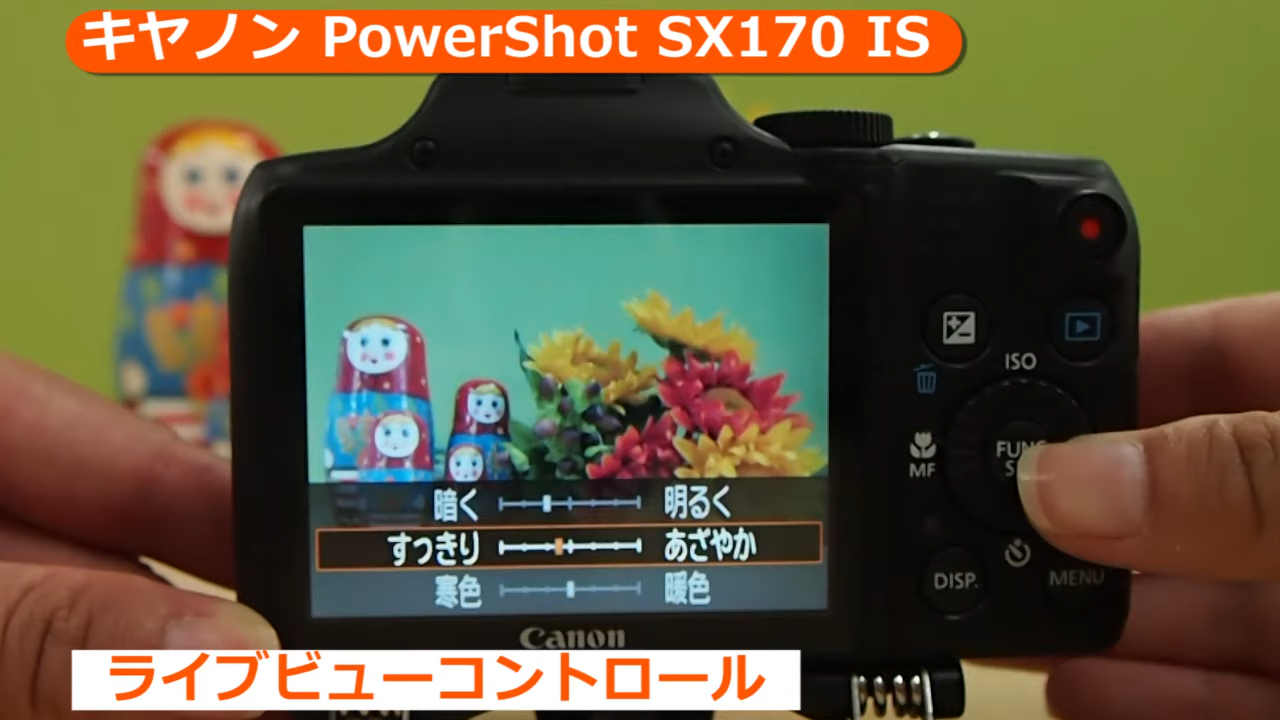 キヤノン PowerShot SX170 IS
ISO
FUNC
MF
暗く 明るく
すっきり あざやか
寒色 暖色
DISP. MENU
Canon
ライブビューコントロール